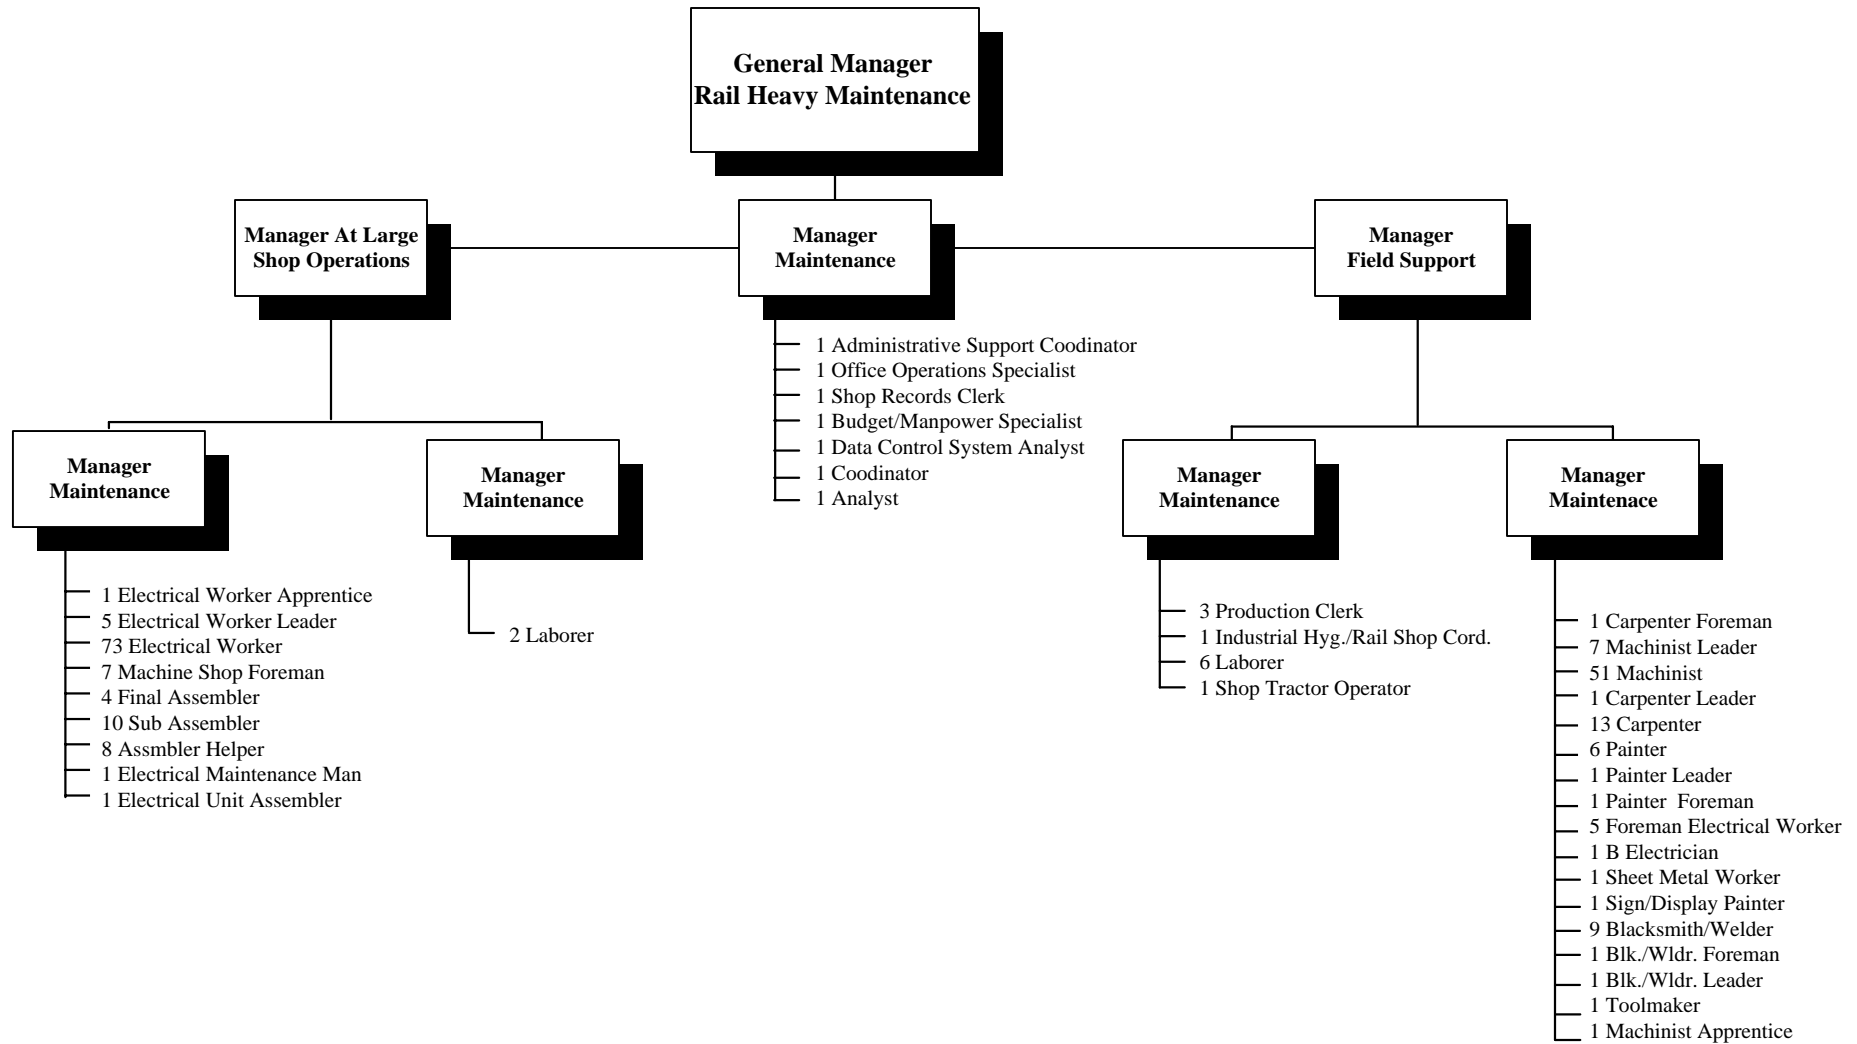 General Manager
Rail Heavy Maintenance
Manager At Large
Shop Operations
Manager
Maintenance
Manager
Field Support
1 Administrative Support Coodinator
1 Office Operations Specialist
1 Shop Records Clerk
1 Budget/Manpower Specialist
1 Data Control System Analyst
1 Coodinator
1 Analyst
Manager
Maintenance
1 Electrical Worker Apprentice
5 Electrical Worker Leader
73 Electrical Worker
7 Machine Shop Foreman
4 Final Assembler
10 Sub Assembler
8 Assmbler Helper
1 Electrical Maintenance Man
1 Electrical Unit Assembler
Manager
Maintenance
2 Laborer
Manager
Maintenance
3 Production Clerk
1 Industrial Hyg./Rail Shop Cord.
6 Laborer
1 Shop Tractor Operator
Manager
Maintenace
1 Carpenter Foreman
7 Machinist Leader
51 Machinist
1 Carpenter Leader
13 Carpenter
6 Painter
1 Painter Leader
1 Painter  Foreman
5 Foreman Electrical Worker
1 B Electrician
1 Sheet Metal Worker
1 Sign/Display Painter
9 Blacksmith/Welder
1 Blk./Wldr. Foreman
1 Blk./Wldr. Leader
1 Toolmaker
1 Machinist Apprentice